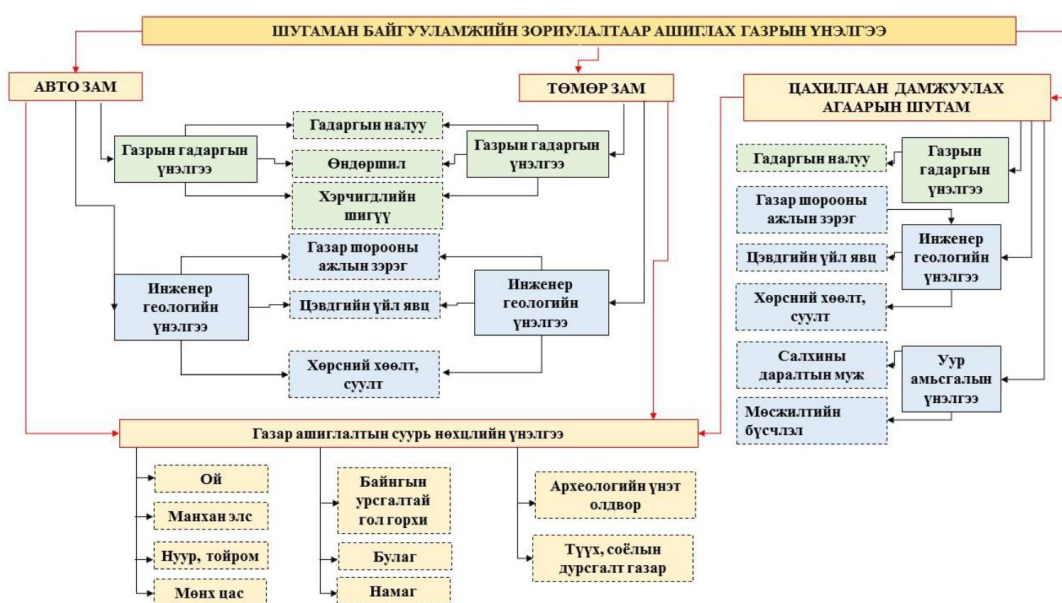 ШУГАМАН БАЙГУУЛАМЖИЙН ЗОРИУЛАЛТААР АШИГЛАХ ГАЗРЫН ҮНЭЛГЭЭ
АВТО ЗАМ
ТӨМӨР ЗАМ
ЦАХИЛГААН ДАМЖУУЛАХ
АГААРЫН ШУГАМ
Газрын гадаргын
үнэлгээ
Гадаргын налуу
Өндөршил
Хэрчигдлийн
шигүү
Газрын гадаргын
үнэлгээ
Инженер
геологийн
үнэлгээ
Газар шорооны
ажлын зэрэг
Цэвдгийн үйл явц
Хөрсний хөөлт,
суулт
Инженер
геологийн
үнэлгээ
Гадаргын налуу
Газрын
гадаргын
үнэлгээ
Газар шорооны
ажлын зэрэг
Цэвдгийн үйл явц
Хөрсний хөөлт,
суулт
Инженер
геологийн
үнэлгээ
Салхины
даралтын муж
Мөсжилтийн
бүсчлэл
Уур
амьсгалын
үнэлгээ
Газар ашиглалтын суурь нөхцлийн үнэлгээ
Ой
Манхан элс
Нуур, тойром
Мөнх цас
Байнгын
урсгалтай
гол горхи
Булаг
Намаг
Археологийн үнэт
олдвор
Түүх, соёлын
дурсгалт газар